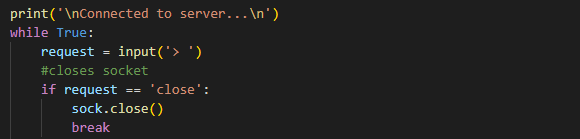 print('\nConnected to server...\n')
while True:
    request = input('> ')
    #closes socket
    if request == 'close':
        sock.close()
        break